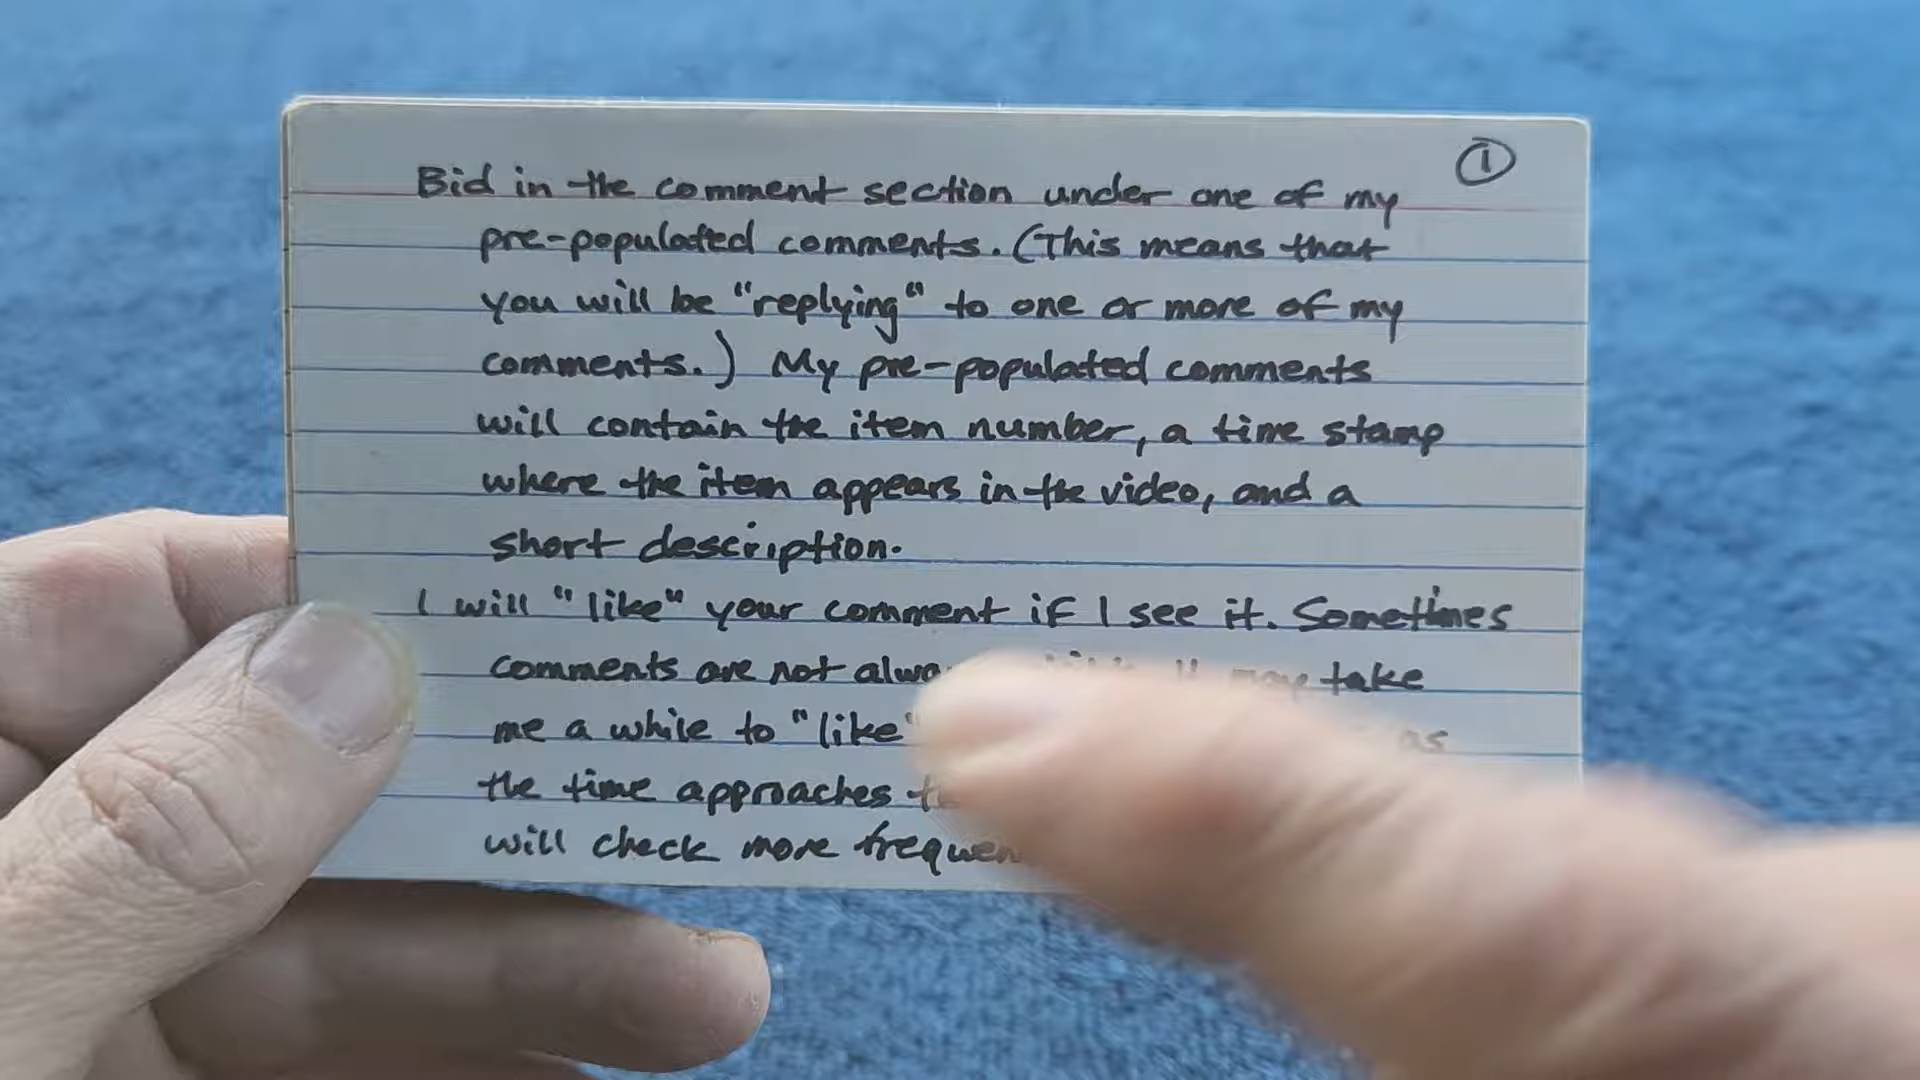 ①
Bid in the comment section under one of my
pre-populated comments. (This means that
you will be "replying" to one or more of my
comments.) My pre-populated comments
will contain the item number, a time stamp
where the item appears in the video, and a
short description.
I will "like" your comment if I see it. Sometimes
comments are not may take
me a while to "like" as
the time approaches
will check more